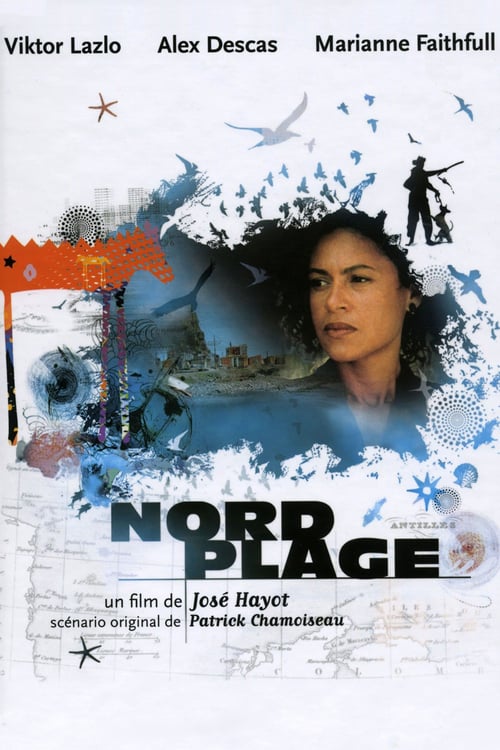 Viktor Lazlo Alex Descas Marianne Faithfull
NORD
PLAGE
ANTILLES
un film de José Hayot
scénario original de Patrick Chamoiseau
COLOM